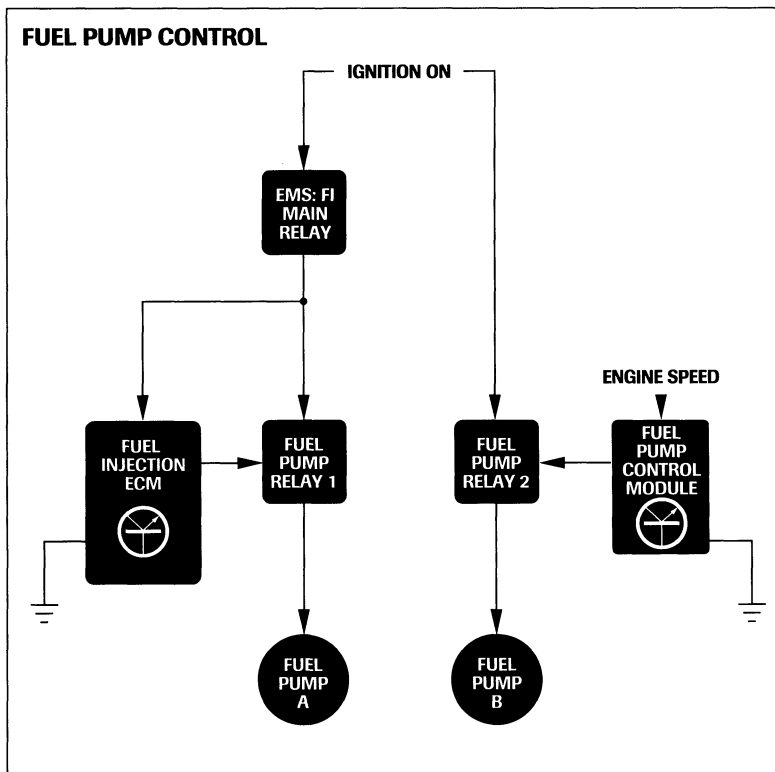 FUEL PUMP CONTROL
IGNITION ON
EMS: FI
MAIN
RELAY
ENGINE SPEED
FUEL
INJECTION
ECM
FUEL
PUMP
RELAY 1
FUEL
PUMP
RELAY 2
FUEL
PUMP
CONTROL
MODULE
FUEL
PUMP
A
FUEL
PUMP
B